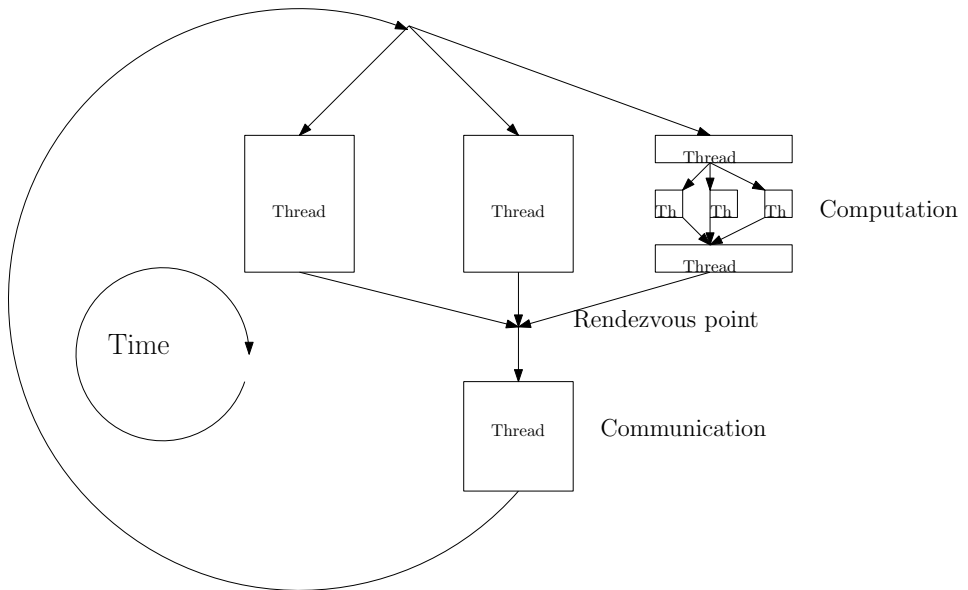 Thread
Thread
Thread
Th
Th
Th
Computation
Thread
Rendezvous point
Time
Thread
Communication